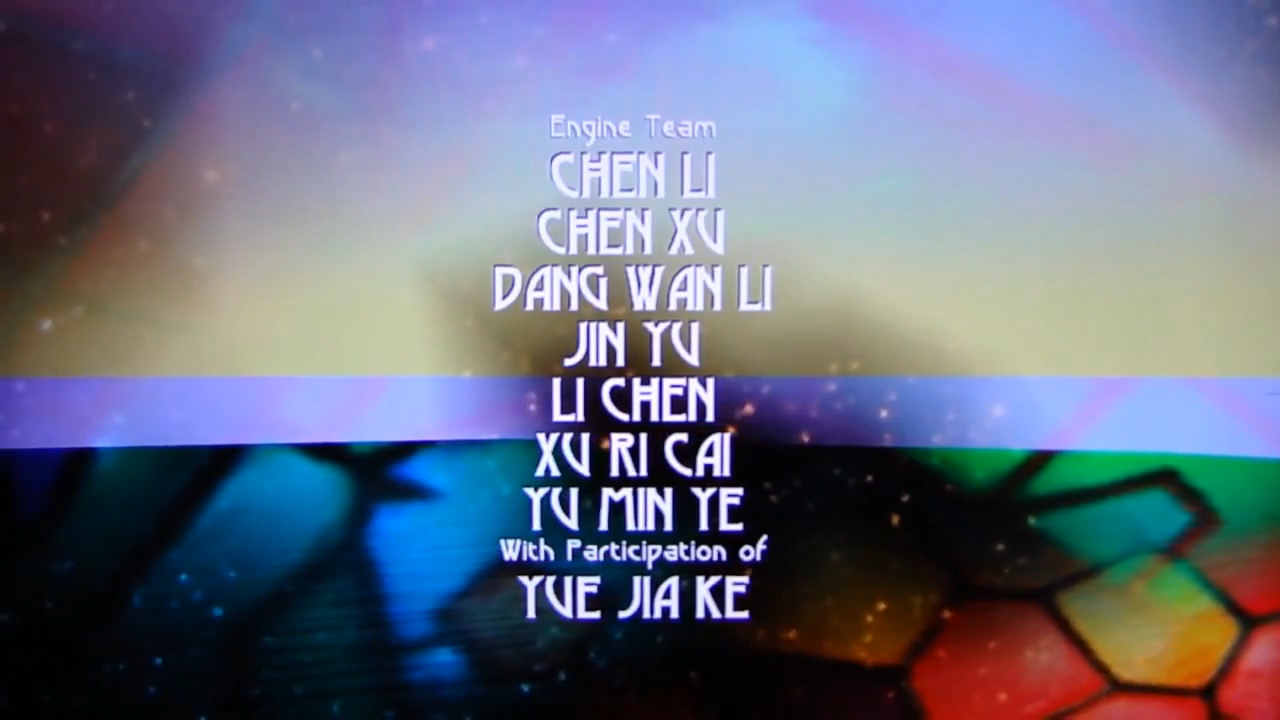 Engine Team
CHEN LI
CHEN XU
DANG WAN LI
JIN YU
LI CHEN
XU RI CAI
YU MIN YE
With Participation of
YUE JIA KE